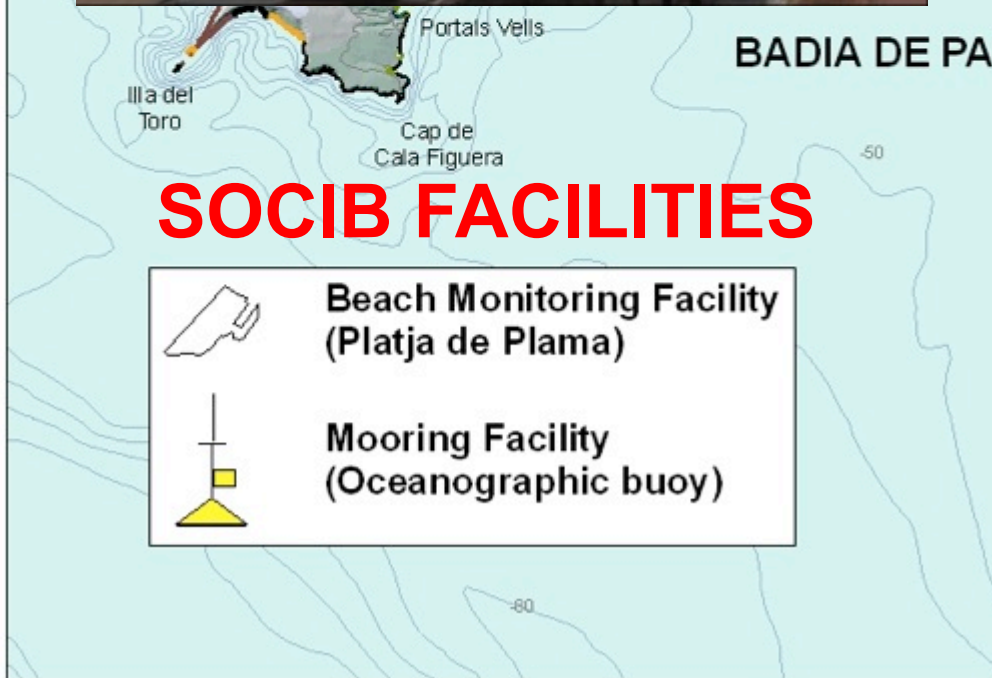 Portals Vells
BADIA DE PA
Illa del
Toro
Cap de
Cala Figuera
-50
SOCIB FACILITIES
Beach Monitoring Facility
(Platja de Plama)
Mooring Facility
(Oceanographic buoy)
-60